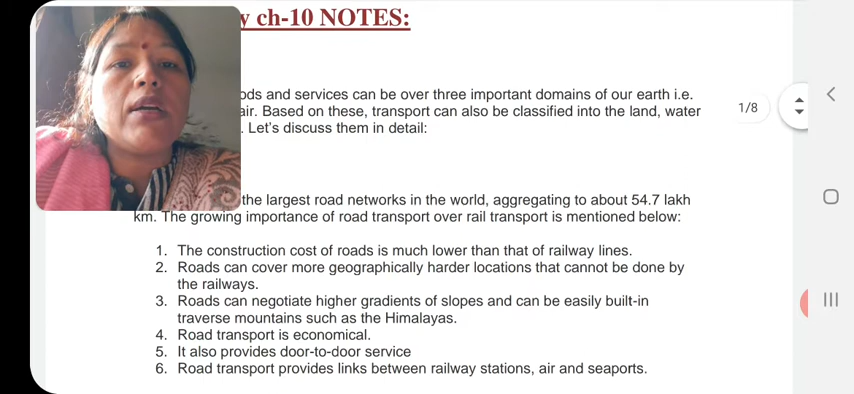 y ch-10 NOTES:
ods and services can be over three important domains of our earth i.e.
air. Based on these, transport can also be classified into the land, water
. Let's discuss them in detail:
the largest road networks in the world, aggregating to about 54.7 lakh
km. The growing importance of road transport over rail transport is mentioned below:
1. The construction cost of roads is much lower than that of railway lines.
2. Roads can cover more geographically harder locations that cannot be done by
the railways.
3. Roads can negotiate higher gradients of slopes and can be easily built-in
traverse mountains such as the Himalayas.
4. Road transport is economical.
5. It also provides door-to-door service
6. Road transport provides links between railway stations, air and seaports.
1/8